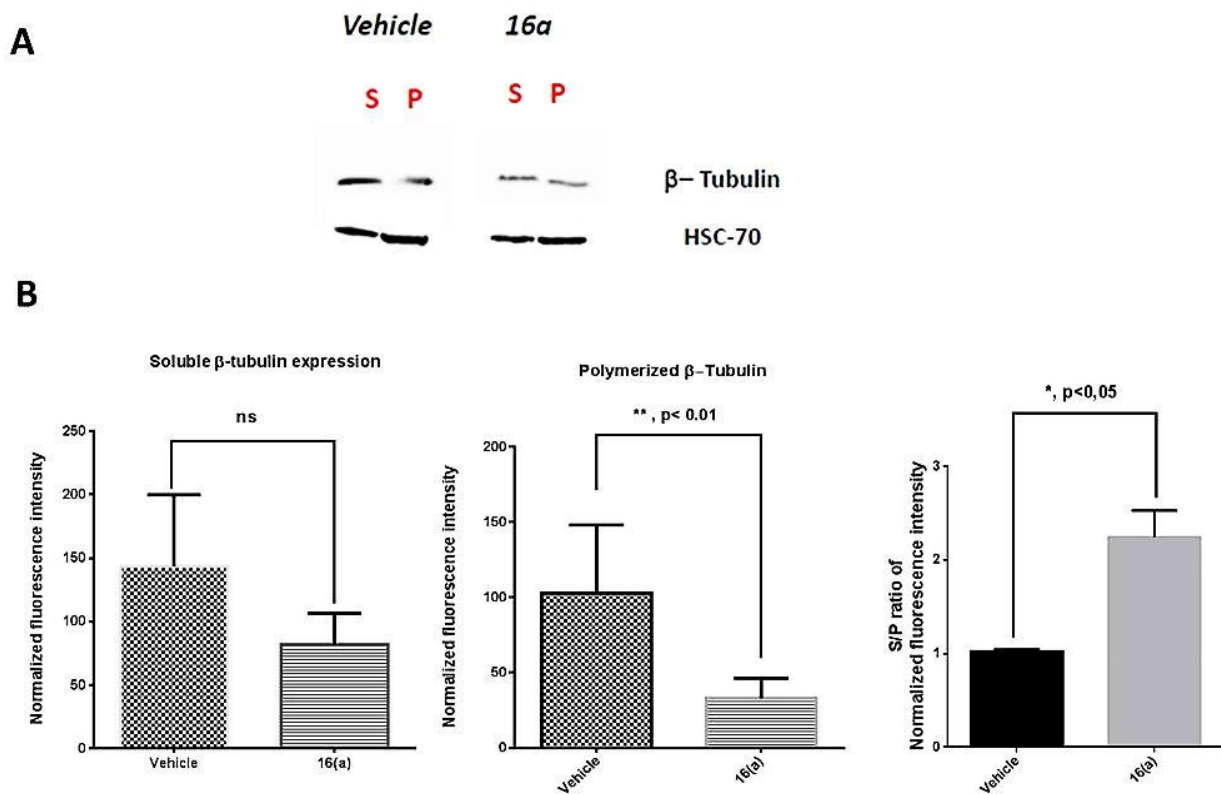 A
Vehicle 16a
S P S P
β– Tubulin
HSC-70
B
Soluble β-tubulin expression
ns
Normalized fluorescence intensity
250
200
150
100
50
0
Vehicle 16(a)
Polymerized β–Tubulin
** , p< 0.01
Normalized fluorescence intensity
200
150
100
50
0
Vehicle 16(a)
*, p<0,05
S/P ratio of
Normalized fluorescence intensity
3
2
1
0
Vehicle 16(a)